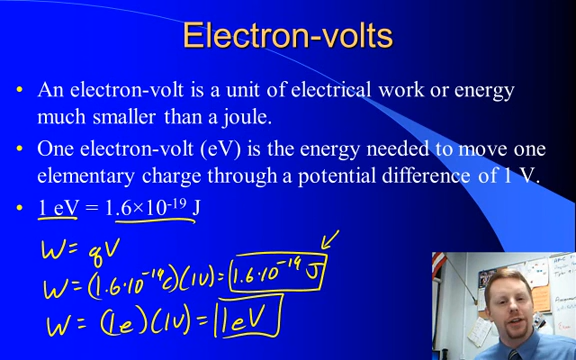 Electron-volts
• An electron-volt is a unit of electrical work or energy
much smaller than a joule.
• One electron-volt (eV) is the energy needed to move one
elementary charge through a potential difference of 1 V.
• 1 eV = 1.6×10⁻¹⁹ J
W = qV
W = (1.6·10⁻¹⁹C)(1V) = 1.6·10⁻¹⁹ J
W = (1e)(1V) = 1eV